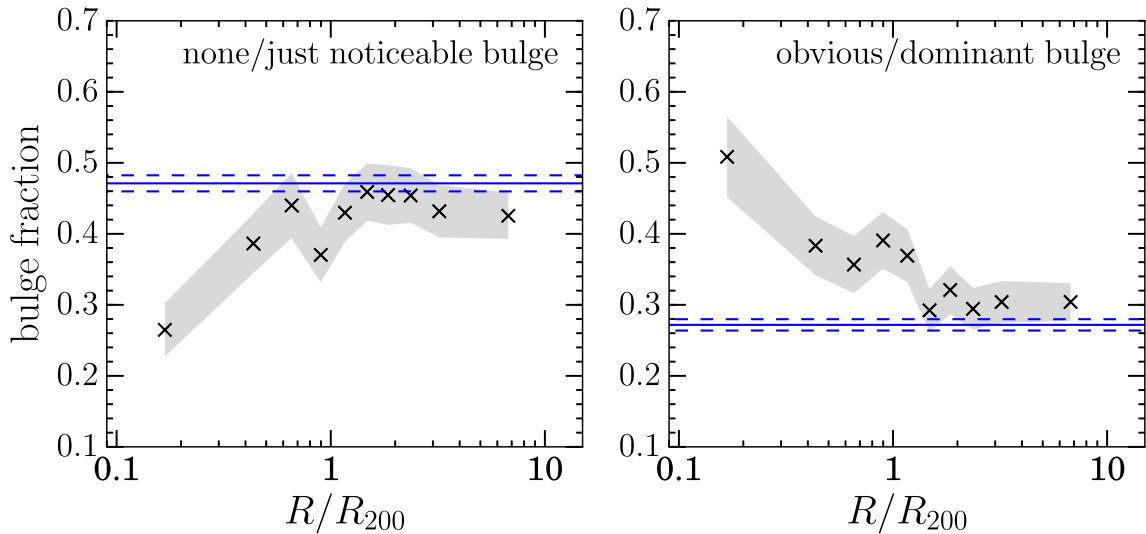 none/just noticeable bulge
bulge fraction
0.7
0.6
0.5
0.4
0.3
0.2
0.1
0.1 1 10
R/R200
obvious/dominant bulge
0.7
0.6
0.5
0.4
0.3
0.2
0.1
0.1 1 10
R/R200